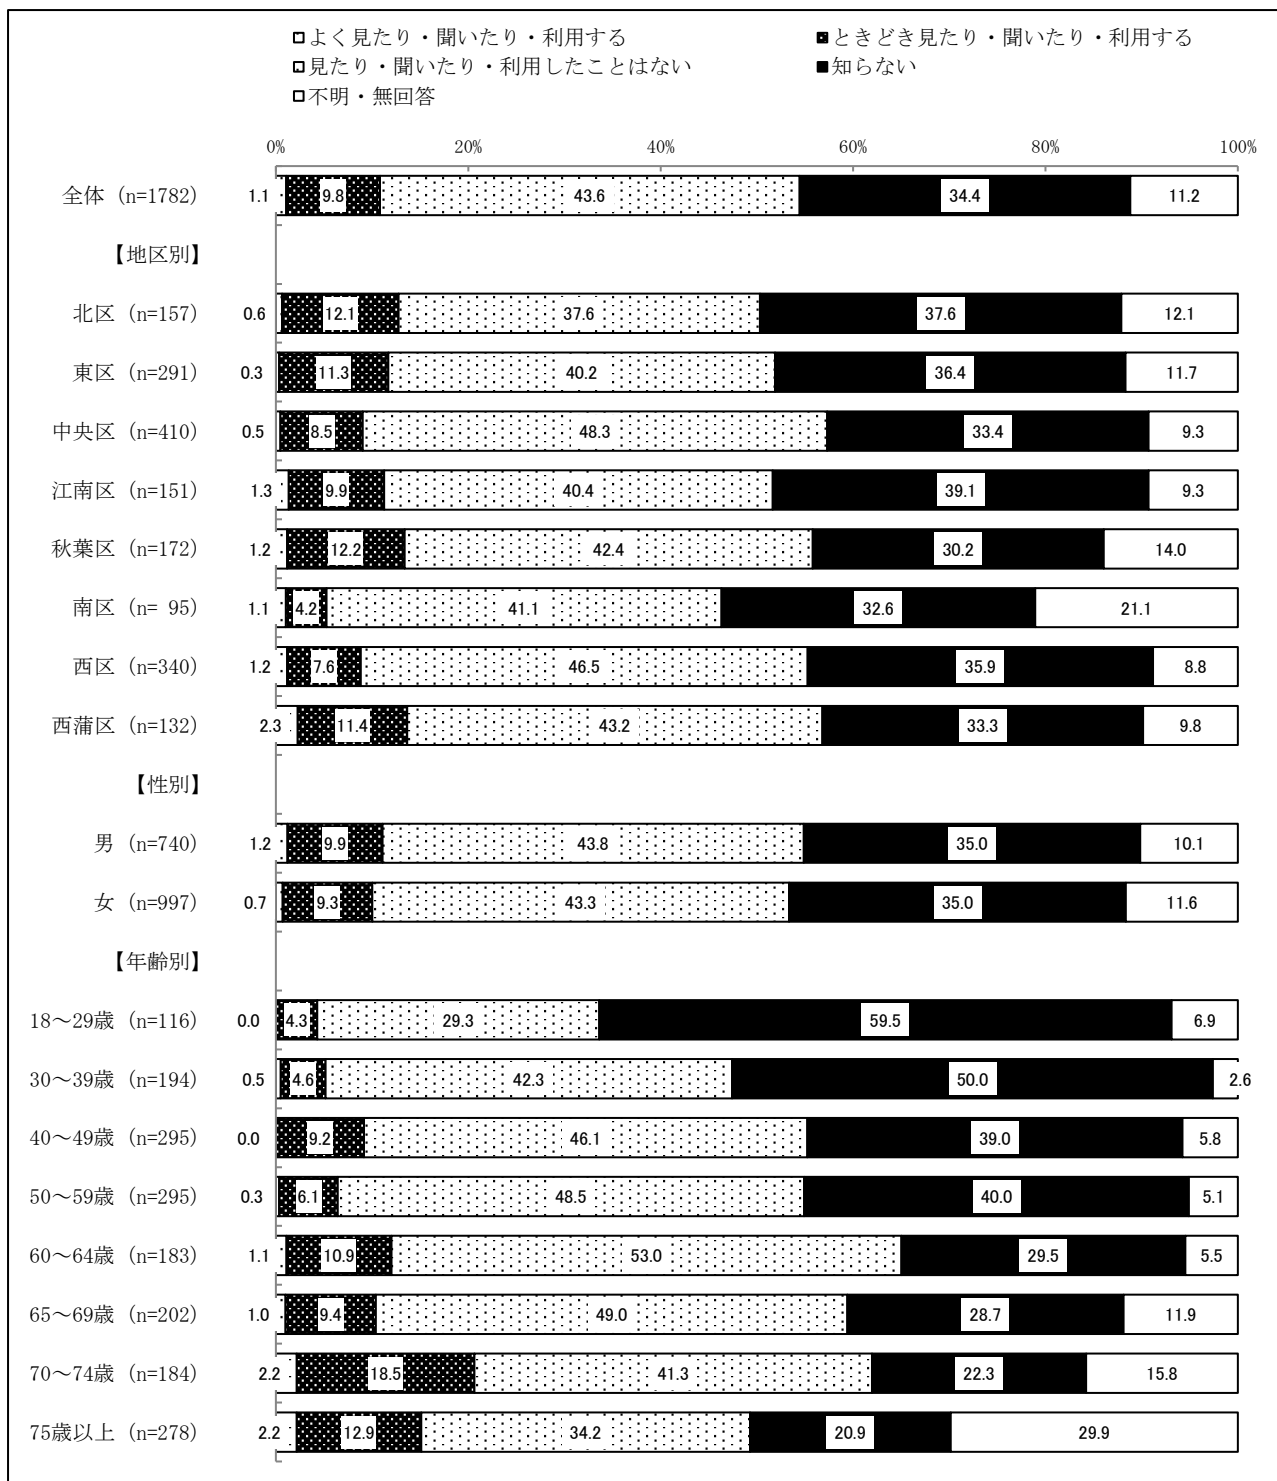 よく見たり・聞いたり・利用する ときどき見たり・聞いたり・利用する
見たり・聞いたり・利用したことはない 知らない
不明・無回答
0% 20% 40% 60% 80% 100%
全体 (n=1782) 1.1 9.8 43.6 34.4 11.2
【地区別】
北区 (n=157) 0.6 12.1 37.6 37.6 12.1
東区 (n=291) 0.3 11.3 40.2 36.4 11.7
中央区 (n=410) 0.5 8.5 48.3 33.4 9.3
江南区 (n=151) 1.3 9.9 40.4 39.1 9.3
秋葉区 (n=172) 1.2 12.2 42.4 30.2 14.0
南区 (n= 95) 1.1 4.2 41.1 32.6 21.1
西区 (n=340) 1.2 7.6 46.5 35.9 8.8
西蒲区 (n=132) 2.3 11.4 43.2 33.3 9.8
【性別】
男 (n=740) 1.2 9.9 43.8 35.0 10.1
女 (n=997) 0.7 9.3 43.3 35.0 11.6
【年齢別】
18～29歳 (n=116) 0.0 4.3 29.3 59.5 6.9
30～39歳 (n=194) 0.5 4.6 42.3 50.0 2.6
40～49歳 (n=295) 0.0 9.2 46.1 39.0 5.8
50～59歳 (n=295) 0.3 6.1 48.5 40.0 5.1
60～64歳 (n=183) 1.1 10.9 53.0 29.5 5.5
65～69歳 (n=202) 1.0 9.4 49.0 28.7 11.9
70～74歳 (n=184) 2.2 18.5 41.3 22.3 15.8
75歳以上 (n=278) 2.2 12.9 34.2 20.9 29.9